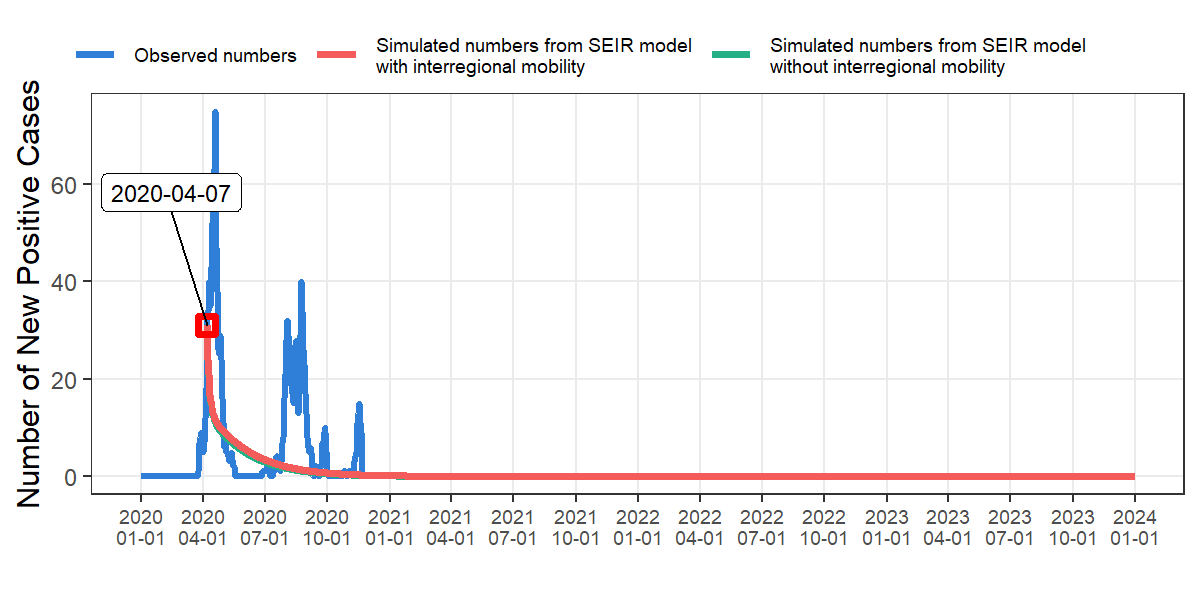 Observed numbers
Simulated numbers from SEIR model
with interregional mobility
Simulated numbers from SEIR model
without interregional mobility
Number of New Positive Cases
60
40
20
0
2020-04-07
2020 2020 2020 2020 2021 2021 2021 2021 2022 2022 2022 2022 2023 2023 2023 2023 2024
01-01 04-01 07-01 10-01 01-01 04-01 07-01 10-01 01-01 04-01 07-01 10-01 01-01 04-01 07-01 10-01 01-01